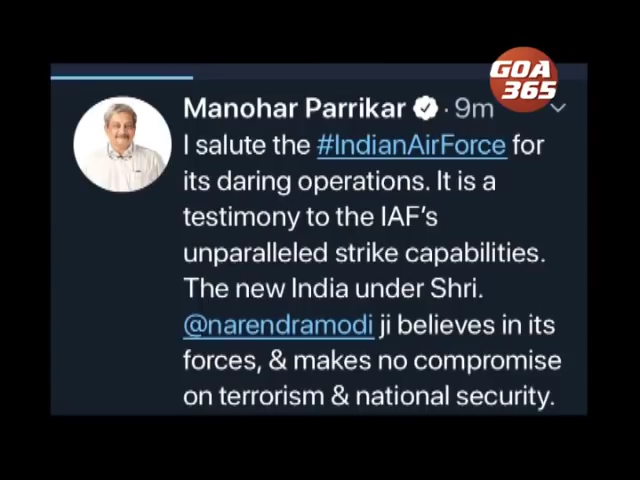 GOA
365
Manohar Parrikar · 9m
I salute the #IndianAirForce for
its daring operations. It is a
testimony to the IAF's
unparalleled strike capabilities.
The new India under Shri.
@narendramodi ji believes in its
forces, & makes no compromise
on terrorism & national security.